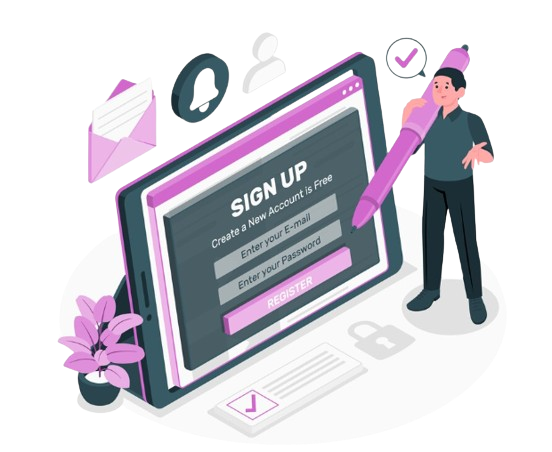 SIGN UP
Create a New Account is Free
Enter your E-mail
Enter your Password
REGISTER